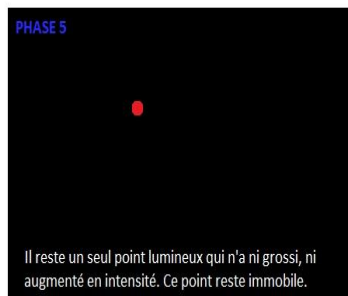 PHASE 5
Il reste un seul point lumineux qui n'a ni grossi, ni
augmenté en intensité. Ce point reste immobile.